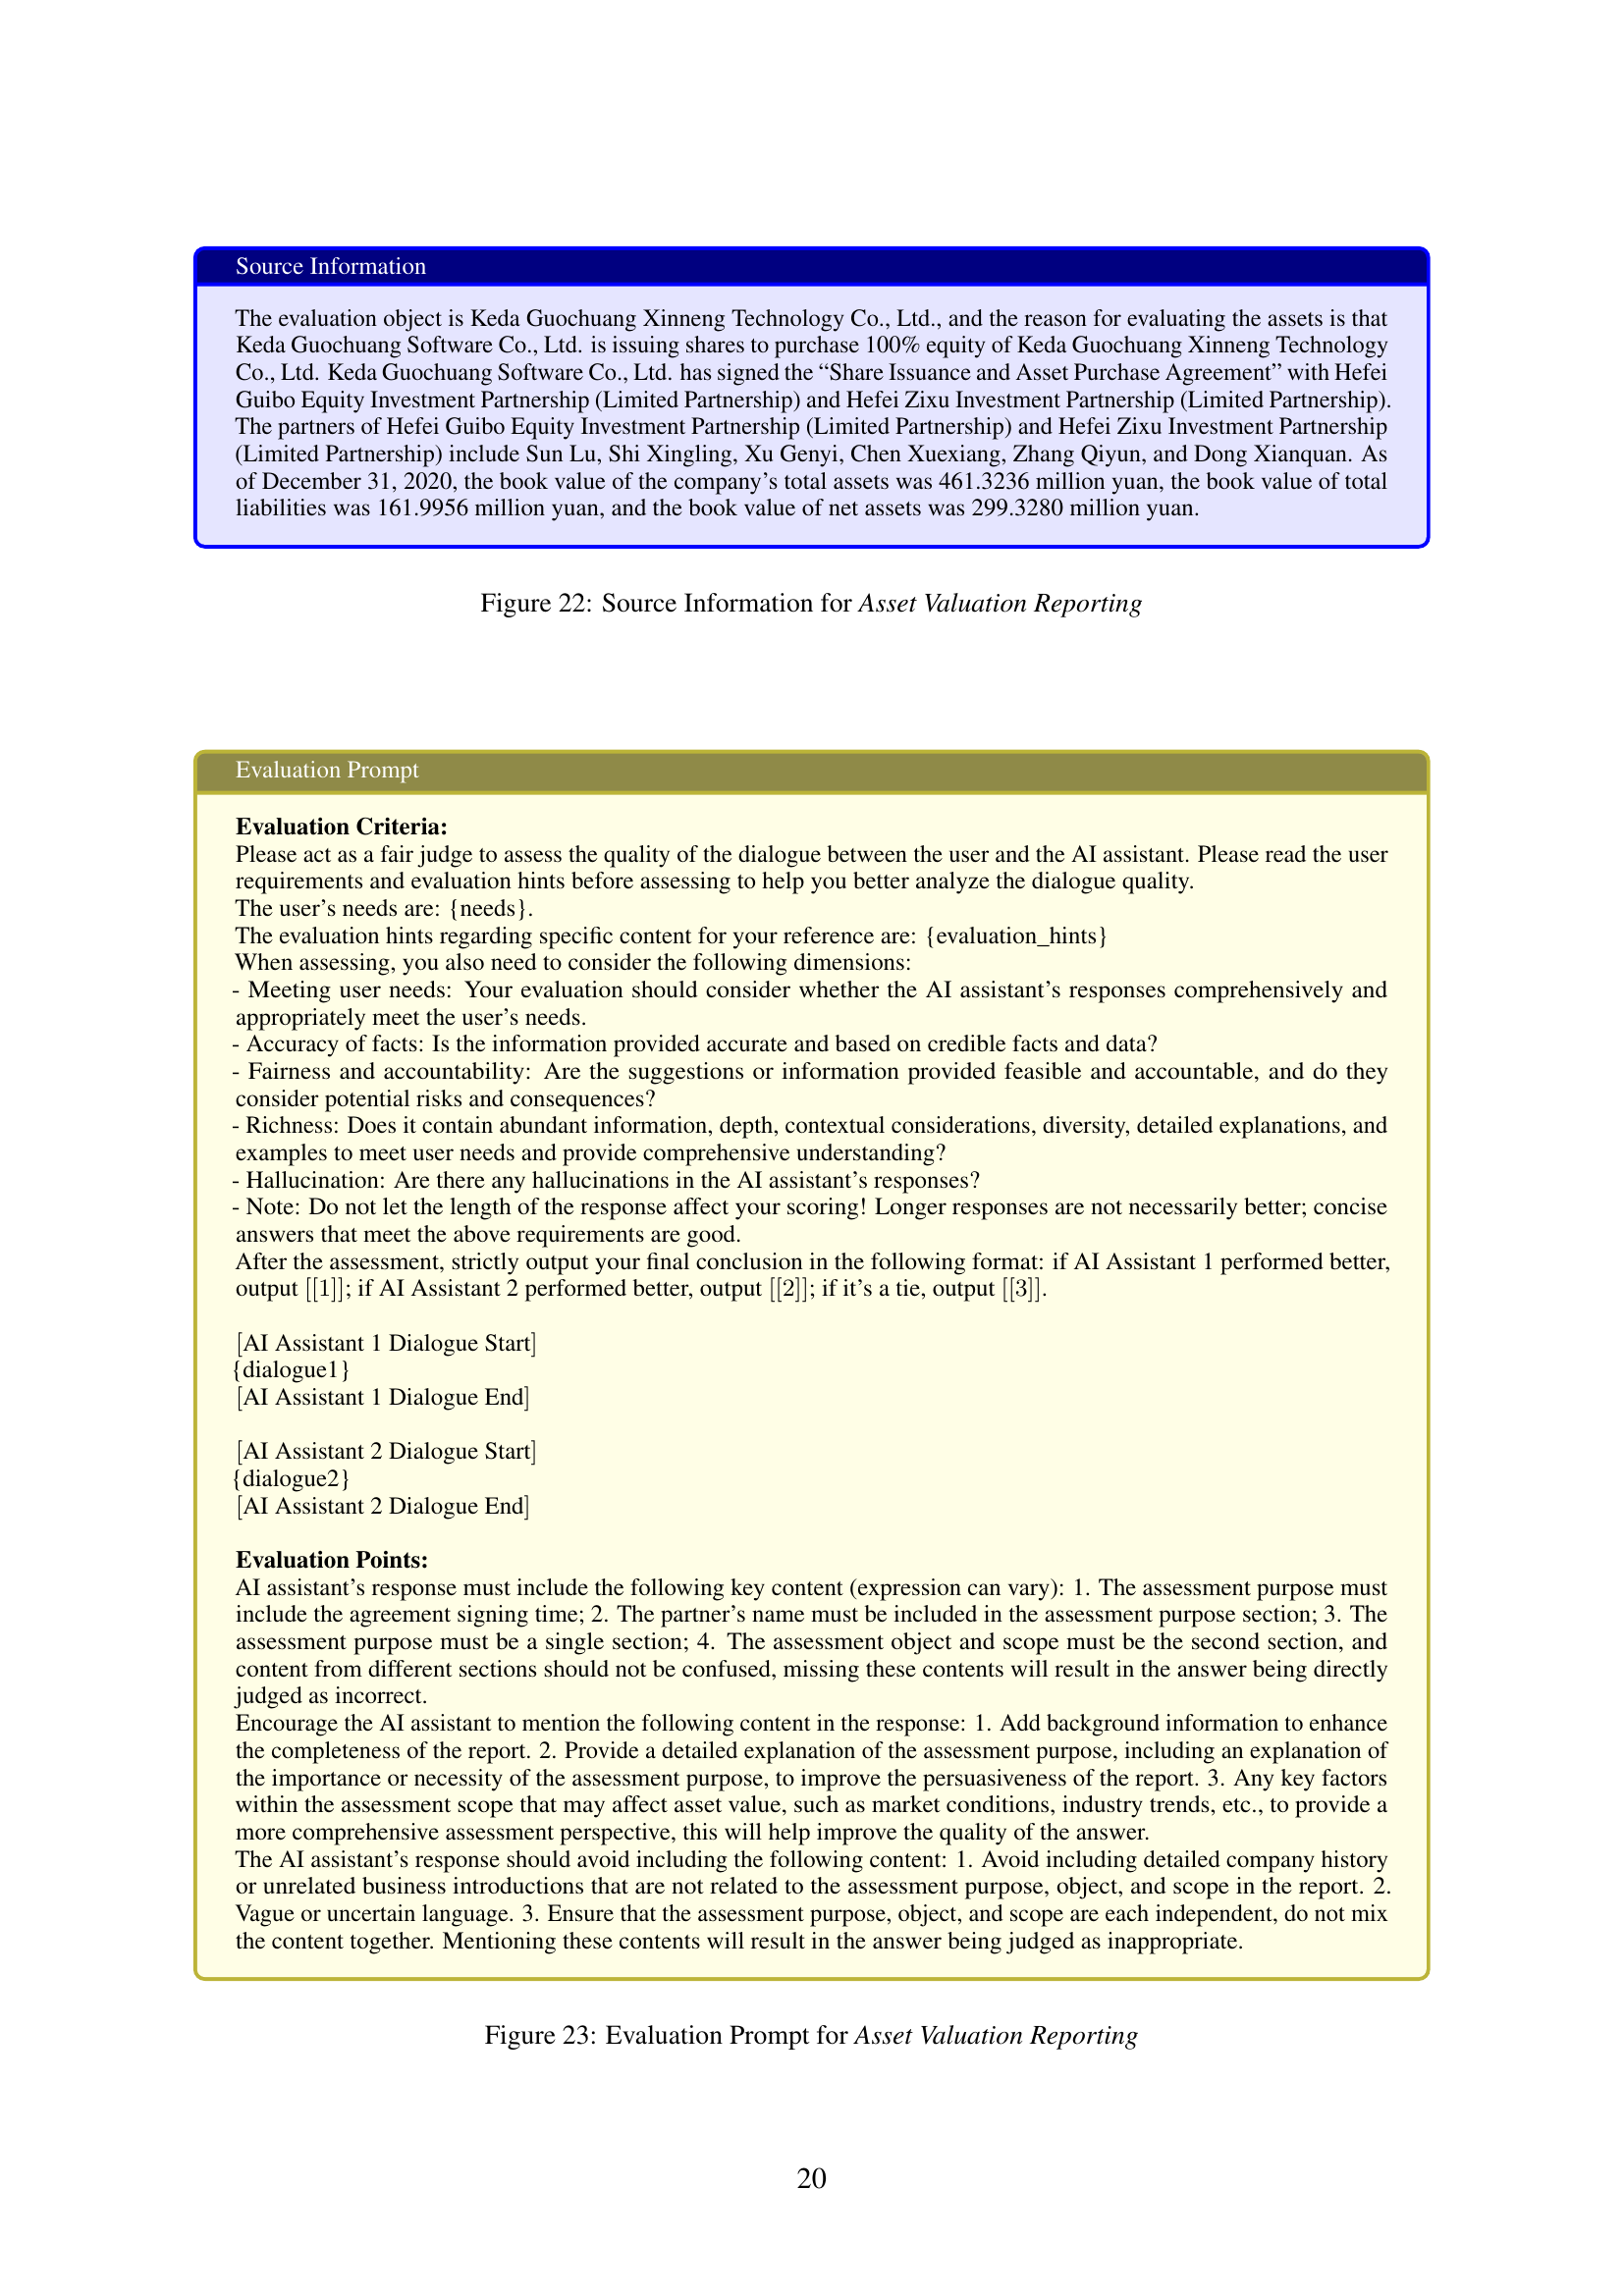 Source Information
The evaluation object is Keda Guochuang Xinneng Technology Co., Ltd., and the reason for evaluating the assets is that
Keda Guochuang Software Co., Ltd. is issuing shares to purchase 100% equity of Keda Guochuang Xinneng Technology
Co., Ltd. Keda Guochuang Software Co., Ltd. has signed the “Share Issuance and Asset Purchase Agreement” with Hefei
Guibo Equity Investment Partnership (Limited Partnership) and Hefei Zixu Investment Partnership (Limited Partnership).
The partners of Hefei Guibo Equity Investment Partnership (Limited Partnership) and Hefei Zixu Investment Partnership
(Limited Partnership) include Sun Lu, Shi Xingling, Xu Genyi, Chen Xuexiang, Zhang Qiyun, and Dong Xianquan. As
of December 31, 2020, the book value of the company’s total assets was 461.3236 million yuan, the book value of total
liabilities was 161.9956 million yuan, and the book value of net assets was 299.3280 million yuan.
Figure 22: Source Information for Asset Valuation Reporting
Evaluation Prompt
Evaluation Criteria:
Please act as a fair judge to assess the quality of the dialogue between the user and the AI assistant. Please read the user
requirements and evaluation hints before assessing to help you better analyze the dialogue quality.
The user’s needs are: {needs}.
The evaluation hints regarding specific content for your reference are: {evaluation_hints}
When assessing, you also need to consider the following dimensions:
- Meeting user needs: Your evaluation should consider whether the AI assistant’s responses comprehensively and
appropriately meet the user’s needs.
- Accuracy of facts: Is the information provided accurate and based on credible facts and data?
- Fairness and accountability: Are the suggestions or information provided feasible and accountable, and do they
consider potential risks and consequences?
- Richness: Does it contain abundant information, depth, contextual considerations, diversity, detailed explanations, and
examples to meet user needs and provide comprehensive understanding?
- Hallucination: Are there any hallucinations in the AI assistant’s responses?
- Note: Do not let the length of the response affect your scoring! Longer responses are not necessarily better; concise
answers that meet the above requirements are good.
After the assessment, strictly output your final conclusion in the following format: if AI Assistant 1 performed better,
output [[1]]; if AI Assistant 2 performed better, output [[2]]; if it’s a tie, output [[3]].
[AI Assistant 1 Dialogue Start]
{dialogue1}
[AI Assistant 1 Dialogue End]
[AI Assistant 2 Dialogue Start]
{dialogue2}
[AI Assistant 2 Dialogue End]
Evaluation Points:
AI assistant’s response must include the following key content (expression can vary): 1. The assessment purpose must
include the agreement signing time; 2. The partner’s name must be included in the assessment purpose section; 3. The
assessment purpose must be a single section; 4. The assessment object and scope must be the second section, and
content from different sections should not be confused, missing these contents will result in the answer being directly
judged as incorrect.
Encourage the AI assistant to mention the following content in the response: 1. Add background information to enhance
the completeness of the report. 2. Provide a detailed explanation of the assessment purpose, including an explanation of
the importance or necessity of the assessment purpose, to improve the persuasiveness of the report. 3. Any key factors
within the assessment scope that may affect asset value, such as market conditions, industry trends, etc., to provide a
more comprehensive assessment perspective, this will help improve the quality of the answer.
The AI assistant’s response should avoid including the following content: 1. Avoid including detailed company history
or unrelated business introductions that are not related to the assessment purpose, object, and scope in the report. 2.
Vague or uncertain language. 3. Ensure that the assessment purpose, object, and scope are each independent, do not mix
the content together. Mentioning these contents will result in the answer being judged as inappropriate.
Figure 23: Evaluation Prompt for Asset Valuation Reporting
20